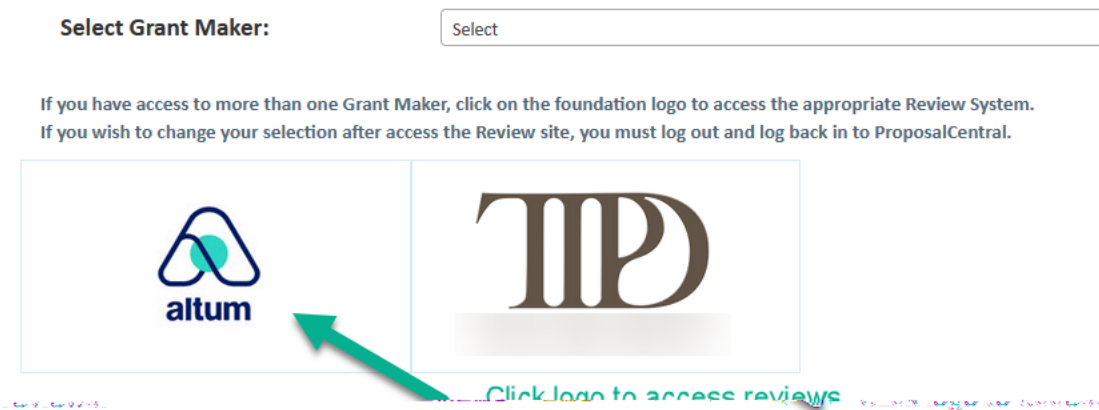 Select Grant Maker:
Select
If you have access to more than one Grant Maker, click on the foundation logo to access the appropriate Review System.
If you wish to change your selection after access the Review site, you must log out and log back in to ProposalCentral.
altum
TPD
Click logo to access reviews